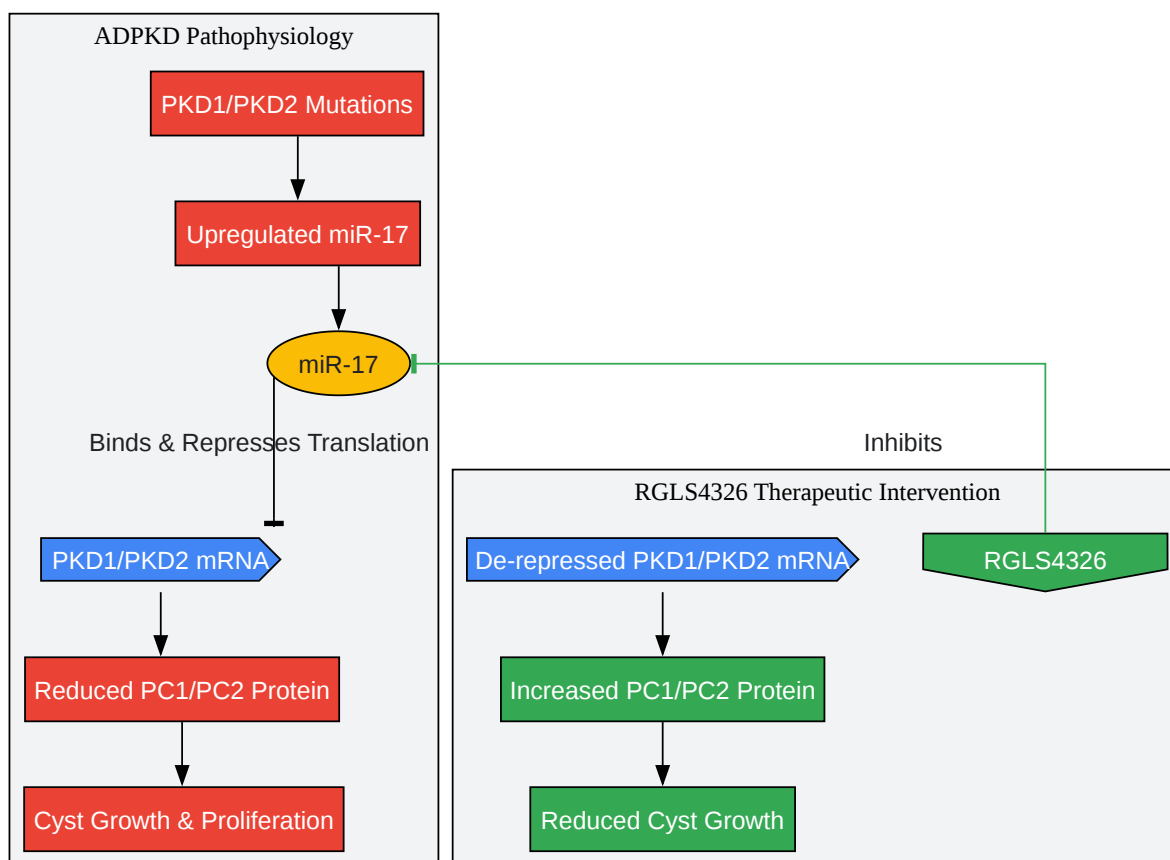 ADPKD Pathophysiology
PKD1/PKD2 Mutations
Upregulated miR-17
miR-17
Binds & Represses Translation
Inhibits
RGLS4326 Therapeutic Intervention
PKD1/PKD2 mRNA
De-repressed PKD1/PKD2 mRNA
RGLS4326
Reduced PC1/PC2 Protein
Increased PC1/PC2 Protein
Cyst Growth & Proliferation
Reduced Cyst Growth